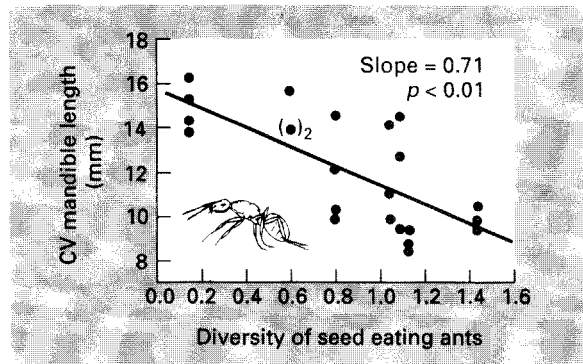 18
16
14
12
10
8
CV mandible length
(mm)
Slope = 0.71
p < 0.01
( )2
0.0 0.2 0.4 0.6 0.8 1.0 1.2 1.4 1.6
Diversity of seed eating ants